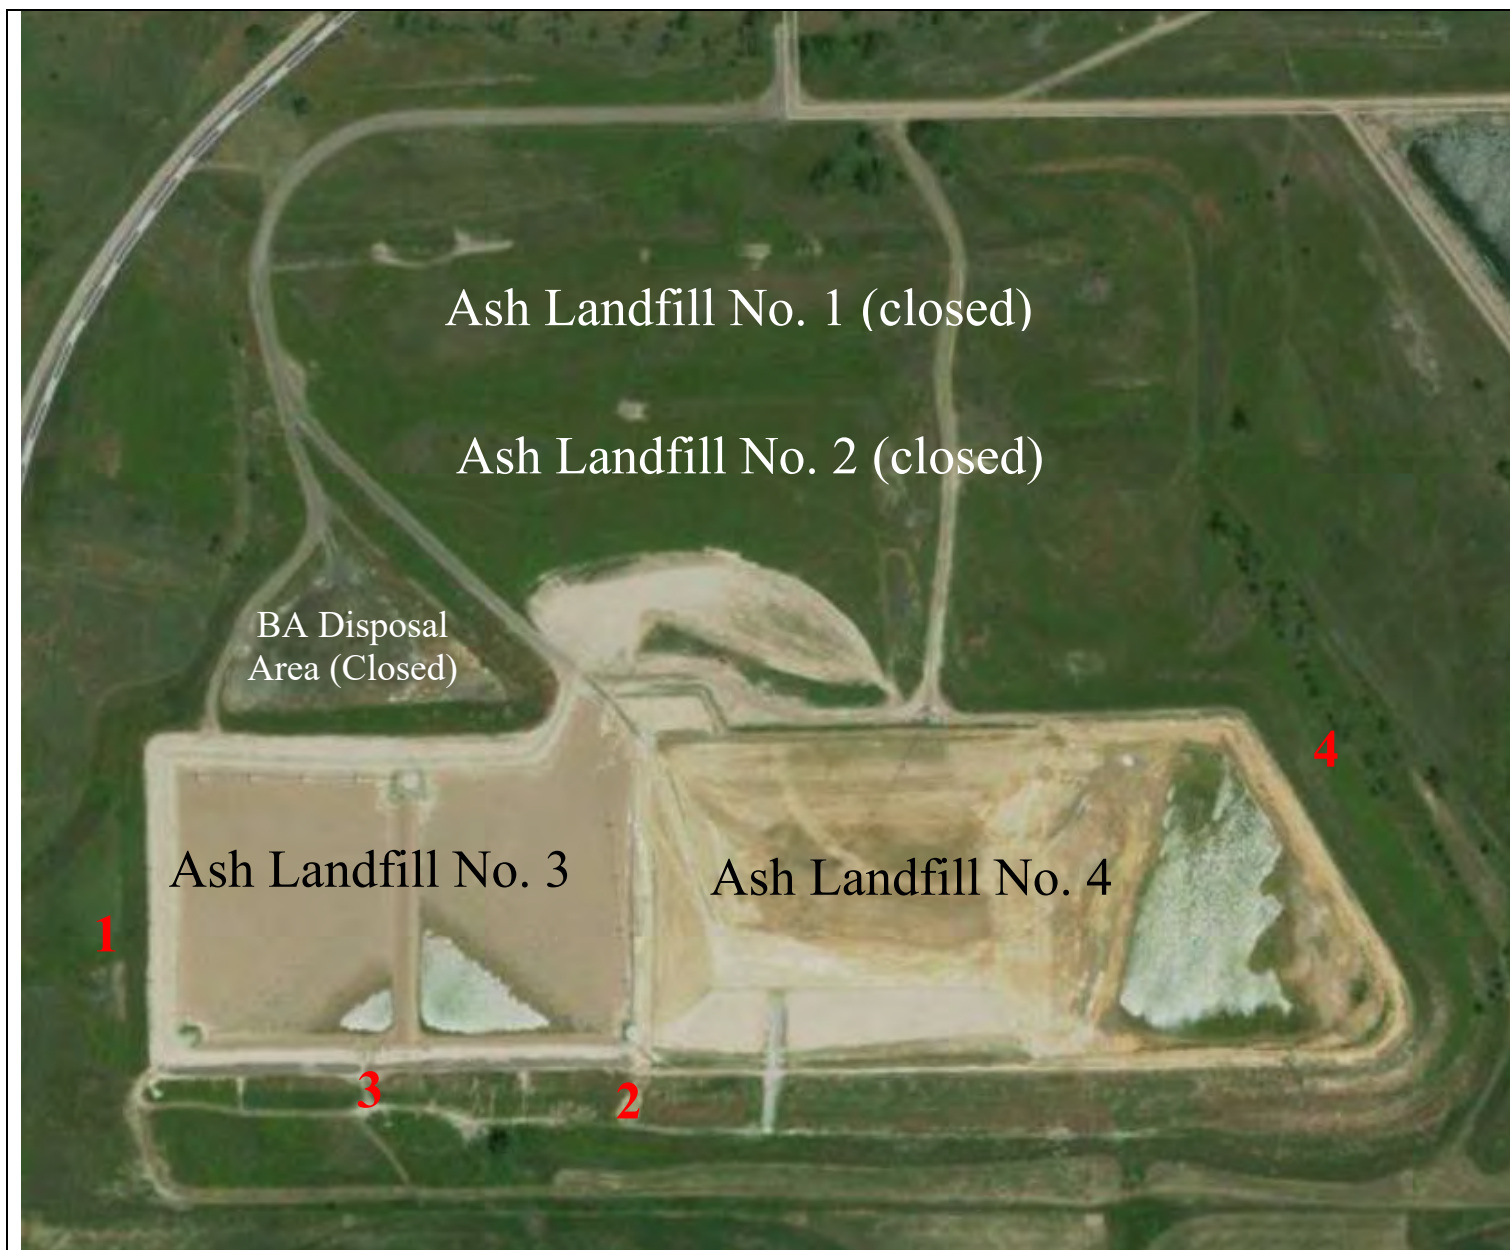 Ash Landfill No. 1 (closed)
Ash Landfill No. 2 (closed)
BA Disposal
Area (Closed)
4
Ash Landfill No. 3
Ash Landfill No. 4
1
3
2